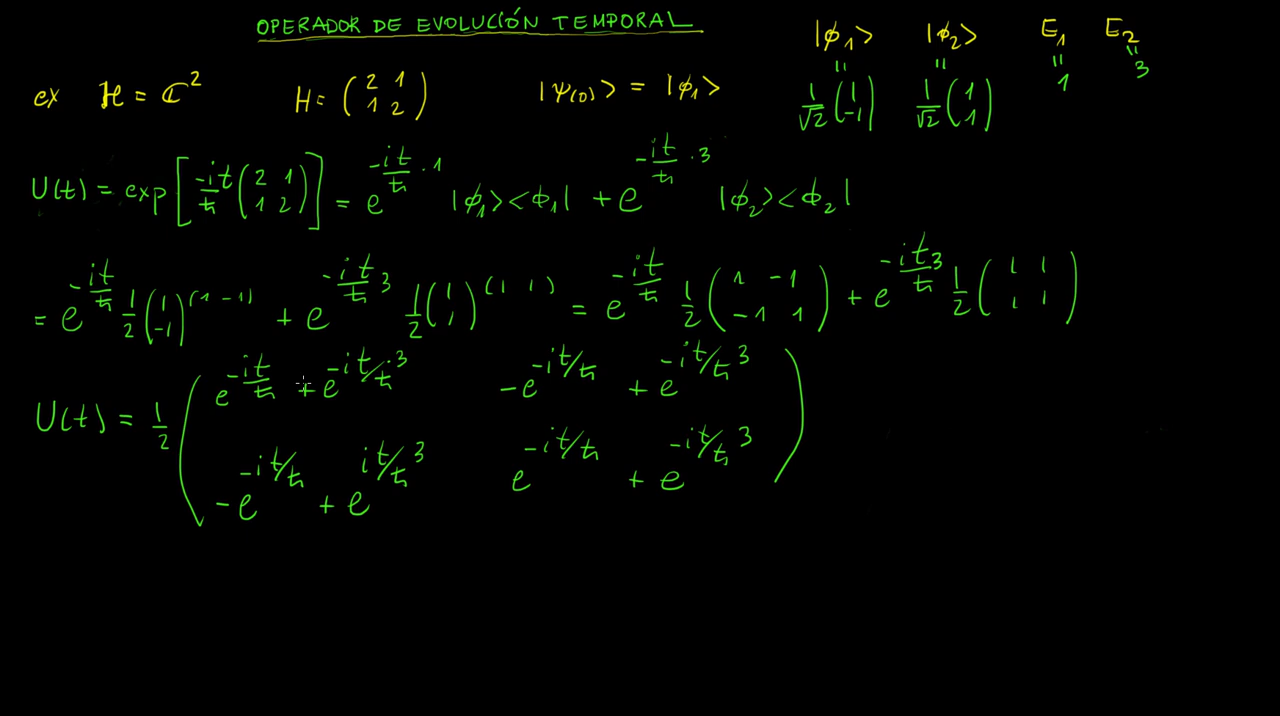 OPERADOR DE EVOLUCIÓN TEMPORAL
|ϕ₁> |ϕ₂> E₁ E₂
= = = =
1/√2 (1 ; -1) 1/√2 (1 ; 1) 1 3
ex ℋ = ℂ² H = (2 1 ; 1 2) |ψ(0)> = |ϕ₁>
U(t) = exp[-it/ħ (2 1 ; 1 2)] = e^(-it/ħ · 1) |ϕ₁><ϕ₁| + e^(-it/ħ · 3) |ϕ₂><ϕ₂|
= e^(-it/ħ) 1/2 (1 ; -1) (1 -1) + e^(-it/ħ 3) 1/2 (1 ; 1) (1 1) = e^(-it/ħ) 1/2 (1 -1 ; -1 1) + e^(-it/ħ 3) 1/2 (1 1 ; 1 1)
U(t) = 1/2 (e^(-it/ħ) + e^(-it/ħ · 3) -e^(-it/ħ) + e^(-it/ħ 3) ; -e^(-it/ħ) + e^(it/ħ 3) e^(-it/ħ) + e^(-it/ħ 3))